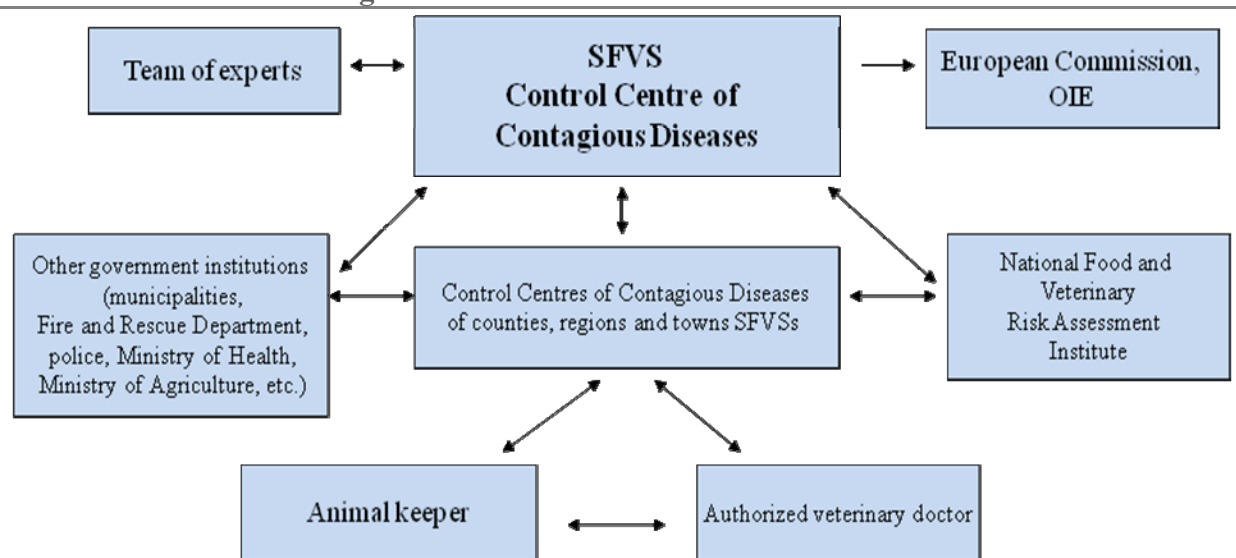 Team of experts
SFVS
Control Centre of
Contagious Diseases
European Commission,
OIE
Other government institutions
(municipalities,
Fire and Rescue Department,
police, Ministry of Health,
Ministry of Agriculture, etc.)
Control Centres of Contagious Diseases
of counties, regions and towns SFVSs
National Food and
Veterinary
Risk Assessment
Institute
Animal keeper
Authorized veterinary doctor